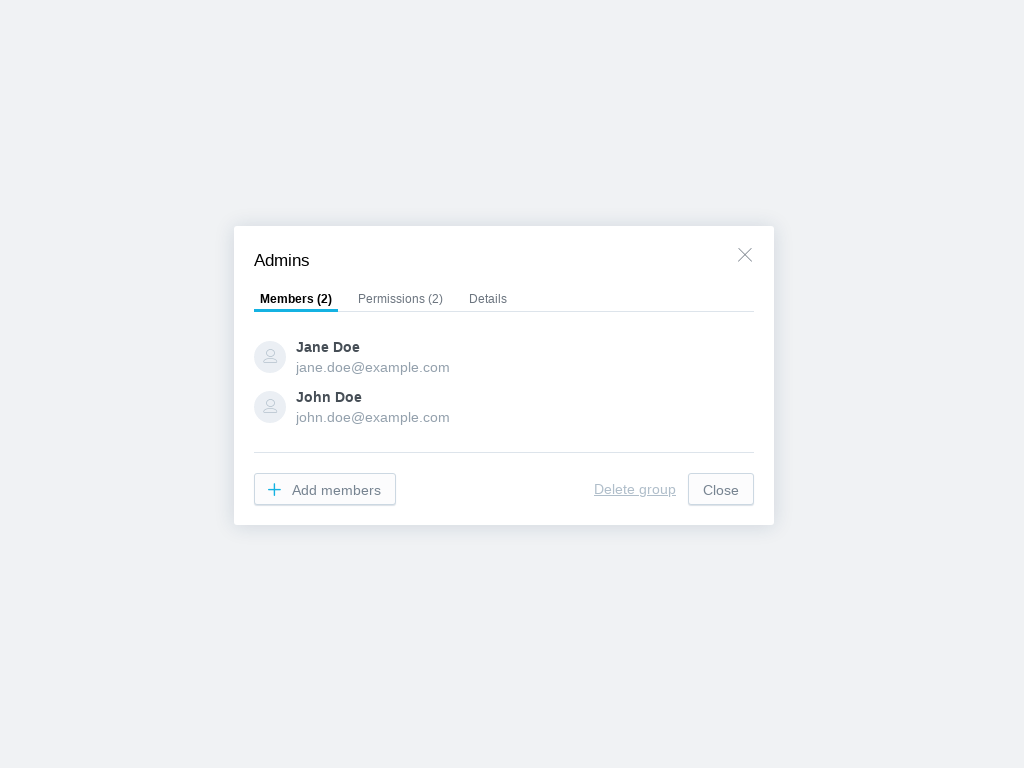 Admins
Members (2) Permissions (2) Details
Jane Doe
jane.doe@example.com
John Doe
john.doe@example.com
Add members Delete group Close